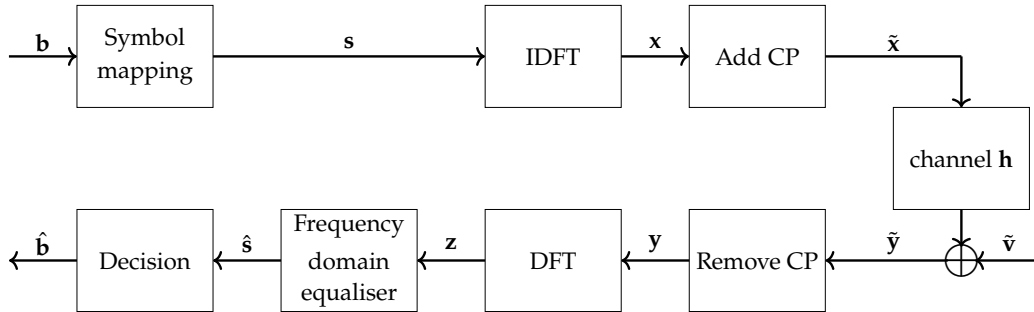 b
Symbol
mapping
s
IDFT
x
Add CP
x̃
channel h
ṽ
ỹ
Remove CP
y
DFT
z
Frequency
domain
equaliser
ŝ
Decision
b̂